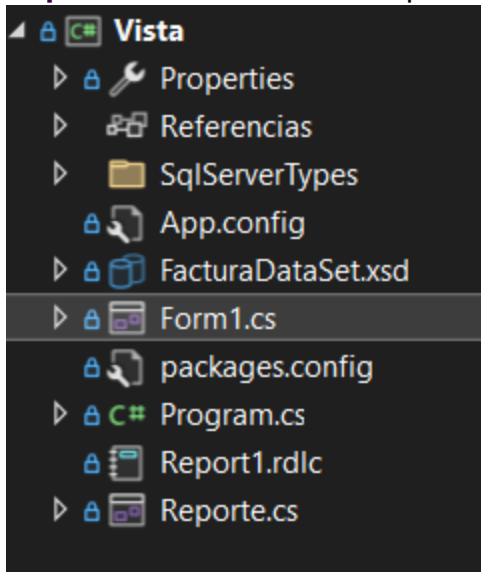 C# Vista
Properties
Referencias
SqlServerTypes
App.config
FacturaDataSet.xsd
Form1.cs
packages.config
C# Program.cs
Report1.rdlc
Reporte.cs